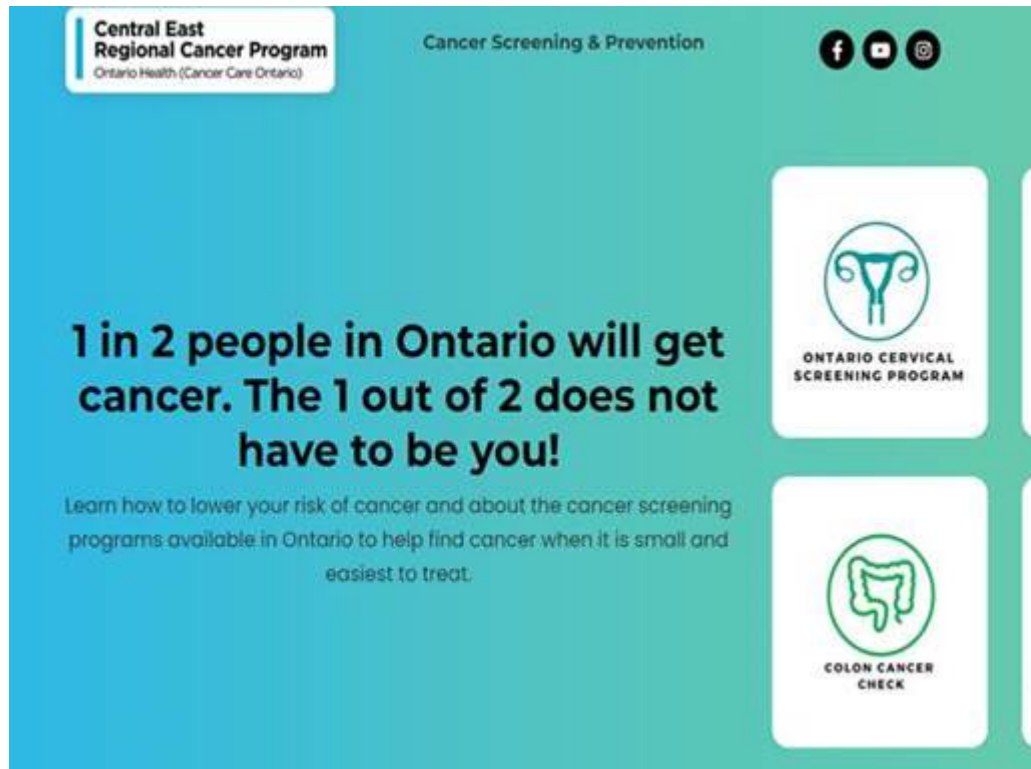 Central East
Regional Cancer Program
Ontario Health (Cancer Care Ontario)
Cancer Screening & Prevention
1 in 2 people in Ontario will get
cancer. The 1 out of 2 does not
have to be you!
Learn how to lower your risk of cancer and about the cancer screening
programs available in Ontario to help find cancer when it is small and
easiest to treat.
ONTARIO CERVICAL
SCREENING PROGRAM
COLON CANCER
CHECK